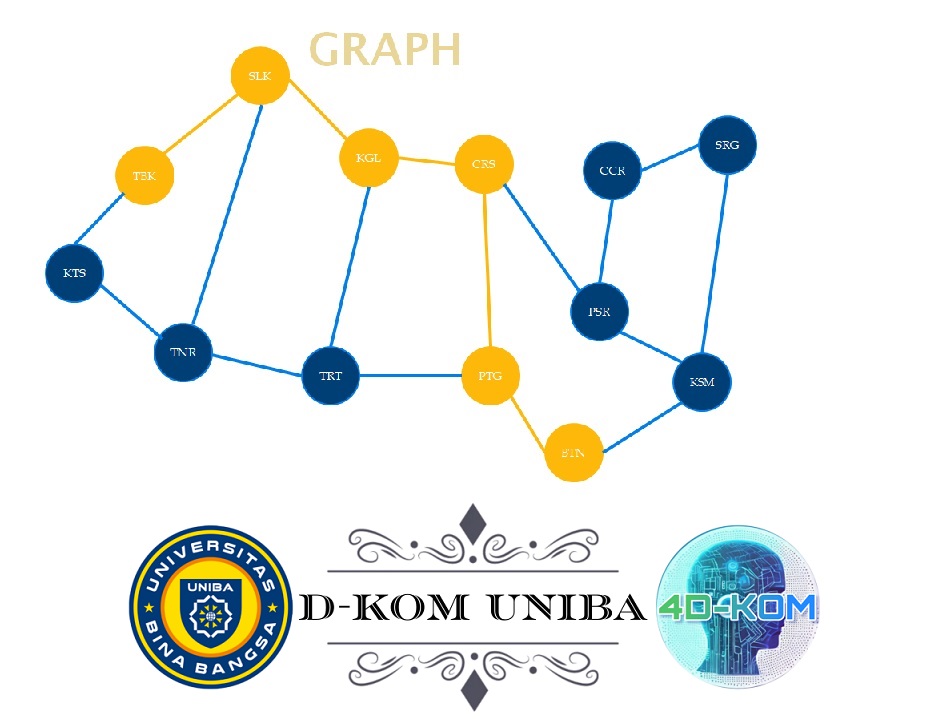 GRAPH
SLK
TBK
KGL
CRS
CCR
SRG
KTS
PSR
TNR
TRT
PTG
KSM
BTN
UNIVERSITAS
UNIBA
BINA BANGSA
D-KOM UNIBA
4D-KOM